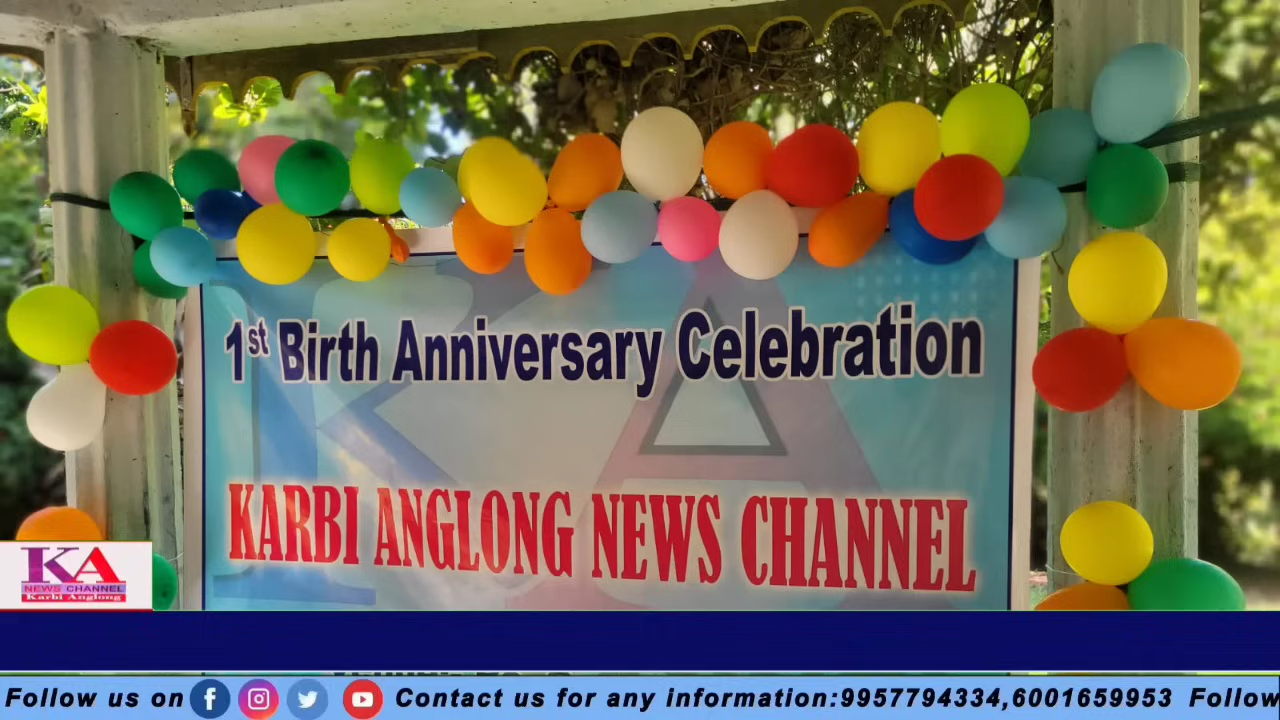 1st Birth Anniversary Celebration
KARBI ANGLONG NEWS CHANNEL
KA
NEWS CHANNEL
Karbi Anglong
Follow us on
Contact us for any information:9957794334,6001659953 Follow